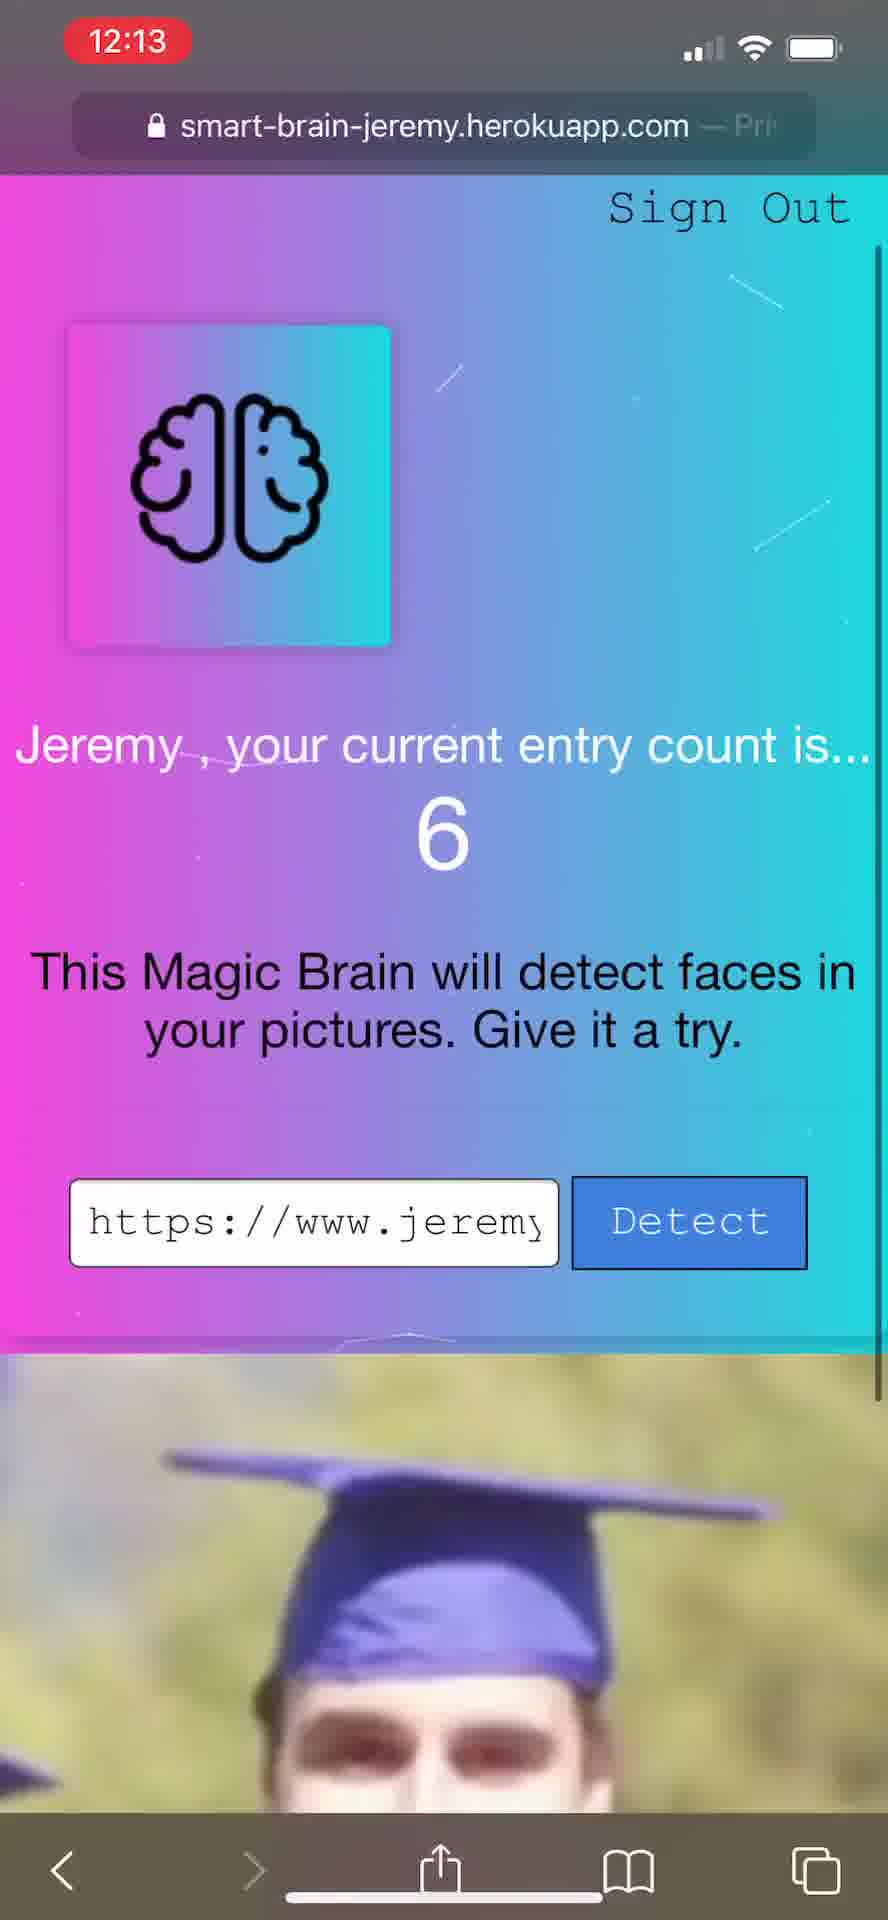 12:13
smart-brain-jeremy.herokuapp.com — Pri
Sign Out
Jeremy , your current entry count is...
6
This Magic Brain will detect faces in
your pictures. Give it a try.
https://www.jeremy
Detect